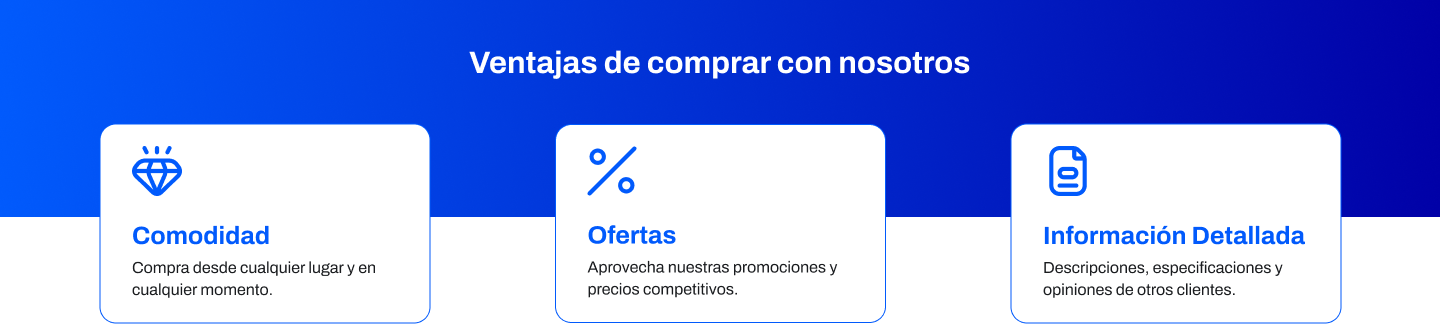 Ventajas de comprar con nosotros
Comodidad
Compra desde cualquier lugar y en
cualquier momento.
Ofertas
Aprovecha nuestras promociones y
precios competitivos.
Información Detallada
Descripciones, especificaciones y
opiniones de otros clientes.